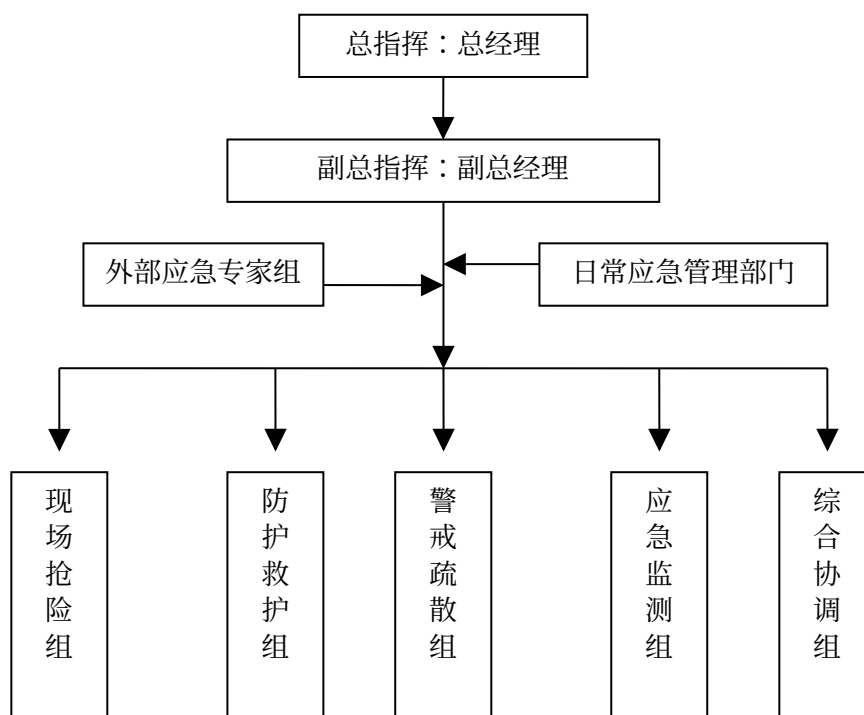 总指挥：总经理
副总指挥：副总经理
外部应急专家组
日常应急管理部门
现场抢险组
防护救护组
警戒疏散组
应急监测组
综合协调组